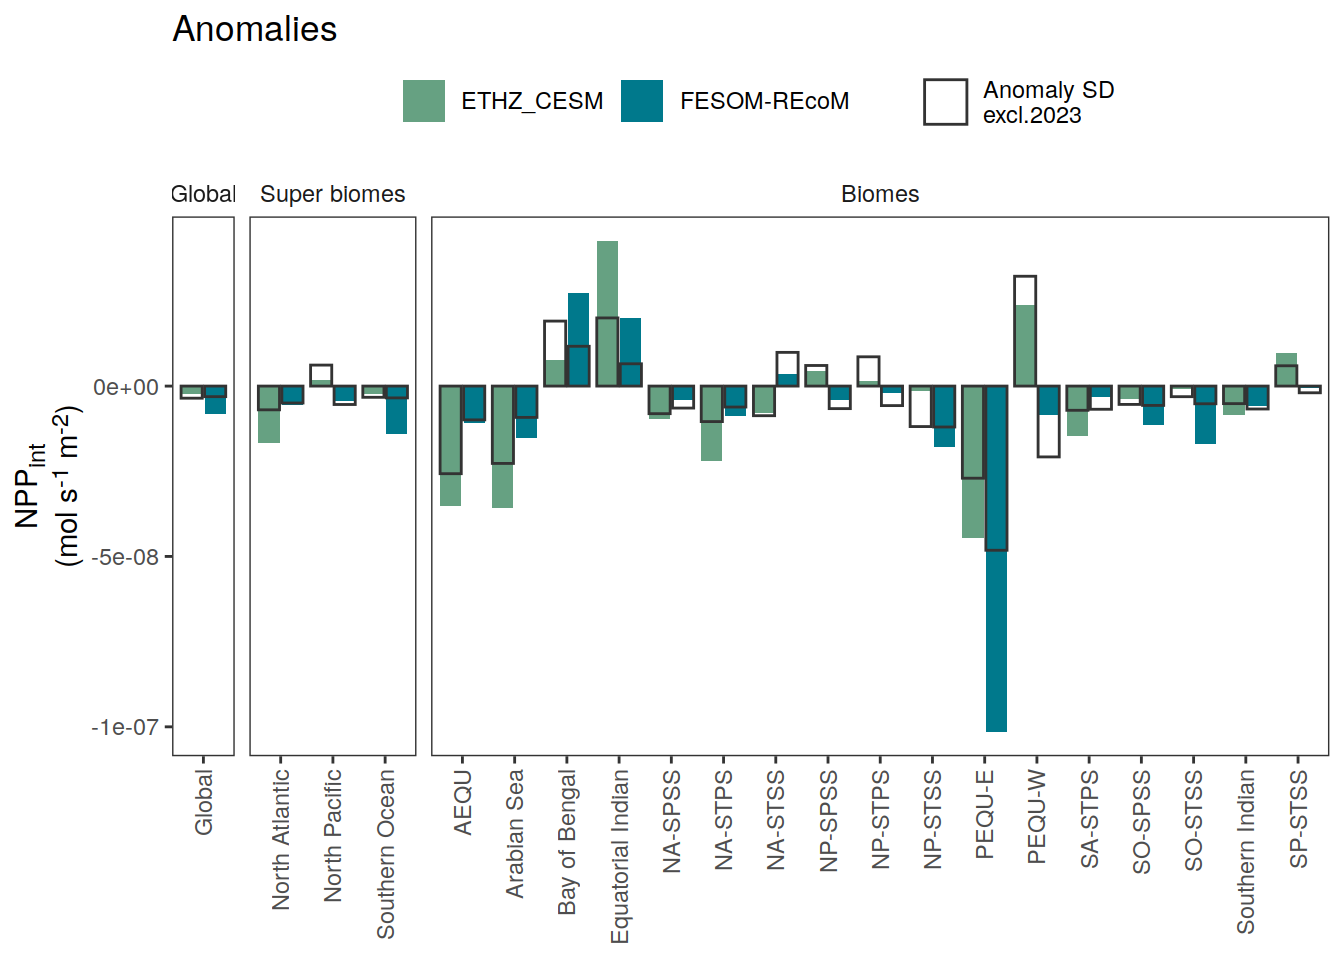 Anomalies
ETHZ_CESM
FESOM-REcoM
Anomaly SD
excl.2023
Global
Super biomes
Biomes
NPPint
(mol s-1 m-2)
0e+00
-5e-08
-1e-07
Global
North Atlantic
North Pacific
Southern Ocean
AEQU
Arabian Sea
Bay of Bengal
Equatorial Indian
NA-SPSS
NA-STPS
NA-STSS
NP-SPSS
NP-STPS
NP-STSS
PEQU-E
PEQU-W
SA-STPS
SO-SPSS
SO-STSS
Southern Indian
SP-STSS